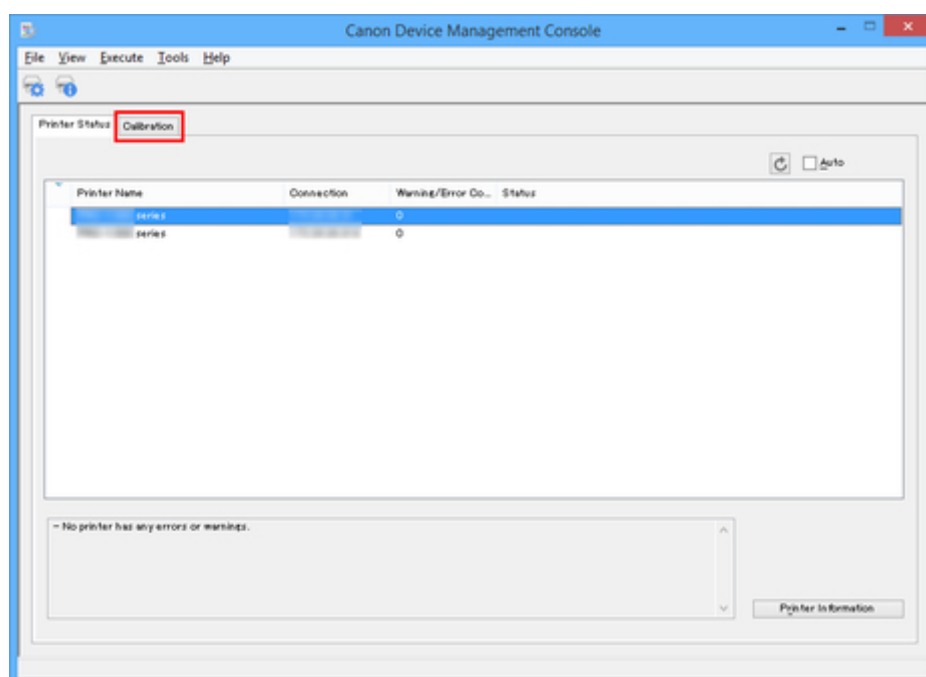 Canon Device Management Console
File View Execute Tools Help
Printer Status Calibration
Auto
Printer Name Connection Warning/Error Co... Status
series 0
series 0
- No printer has any errors or warnings.
Printer Information